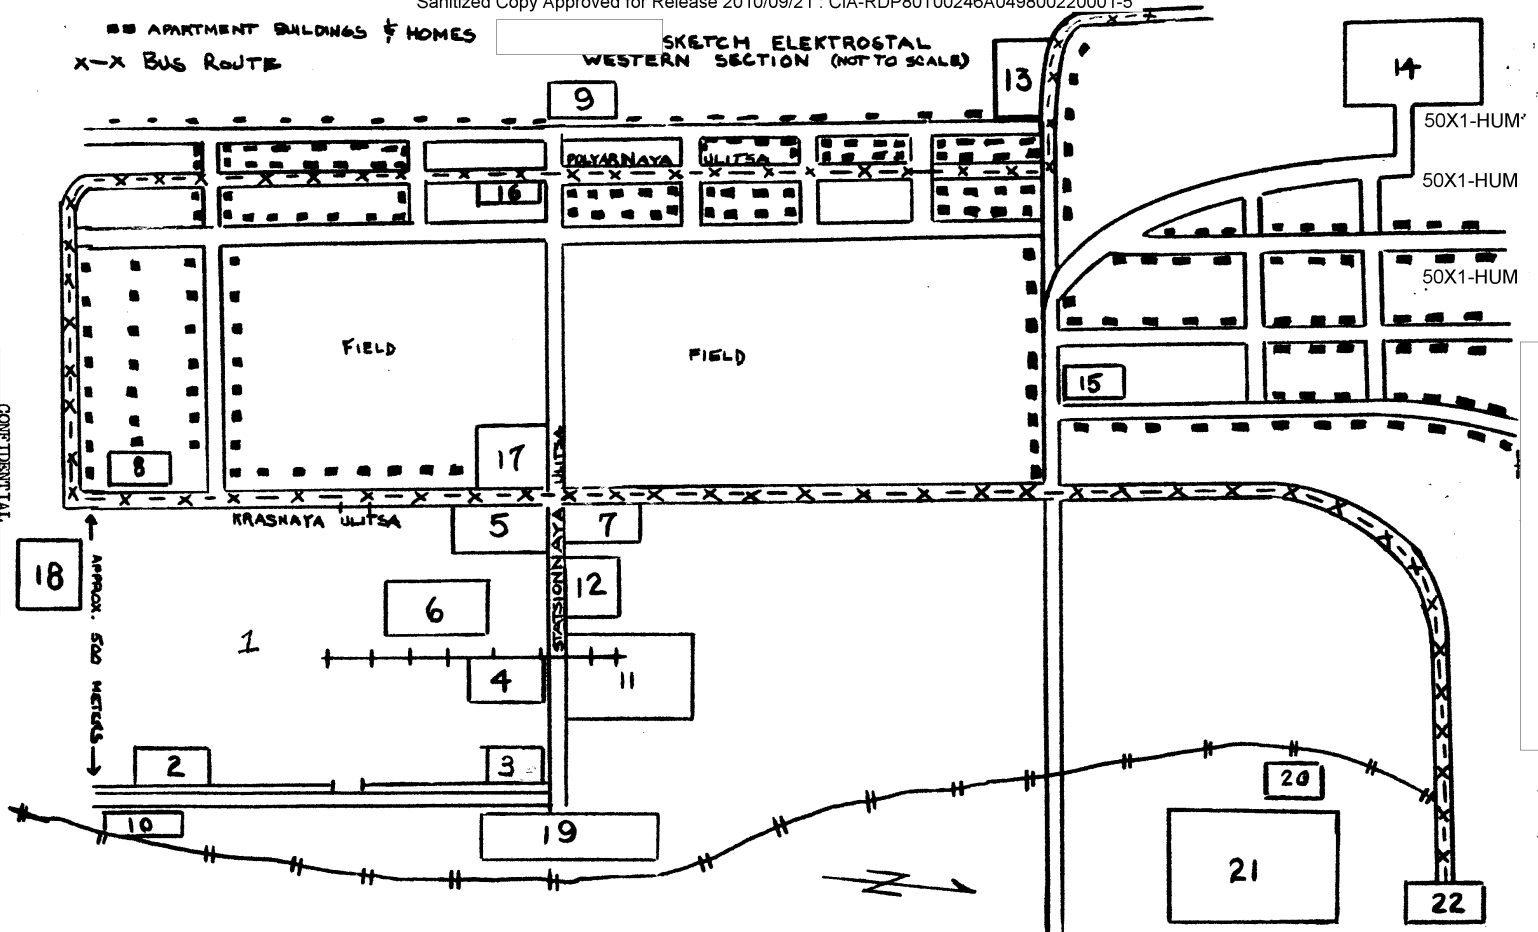 Sanitized Copy Approved for Release 2010/09/21 : CIA-RDP80T00246A049800220001-5
APARTMENT BUILDINGS & HOMES
X-X BUS ROUTE
SKETCH ELEKTROSTAL
WESTERN SECTION (NOT TO SCALE)
13
14
9
50X1-HUM
POLYARNAYA ULITSA
16
50X1-HUM
50X1-HUM
FIELD
FIELD
15
8
17
STATSIONNAYA ULITSA
KRASNAYA ULITSA
5
7
18
APPROX. 500 METERS
12
6
1
4
11
2
3
20
10
19
21
22
CONFIDENTIAL